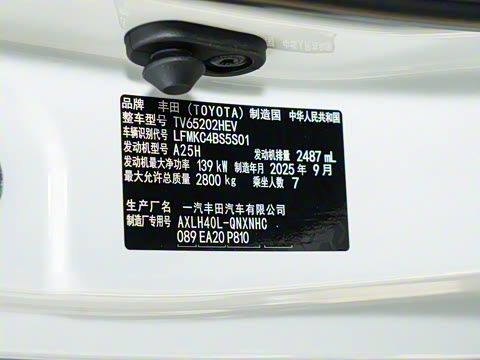 品牌 丰田（TOYOTA）制造国 中华人民共和国
整车型号 TV65202HEV
车辆识别代号 LFMKC4BS5S01
发动机型号 A25H 发动机排量 2487 mL
发动机最大净功率 139 kW 制造年月 2025 年 9 月
最大允许总质量 2800 kg 乘坐人数 7
生产厂名 一汽丰田汽车有限公司
制造厂专用号 AXLH40L-QNXNHC
089 EA20 P810